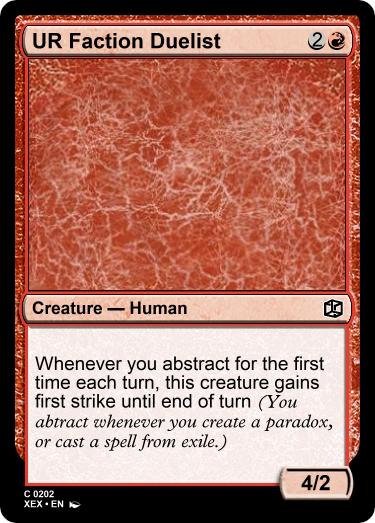 UR Faction Duelist 2
Creature — Human
Whenever you abstract for the first
time each turn, this creature gains
first strike until end of turn (You
abtract whenever you create a paradox,
or cast a spell from exile.)
4/2
C 0202
XEX • EN